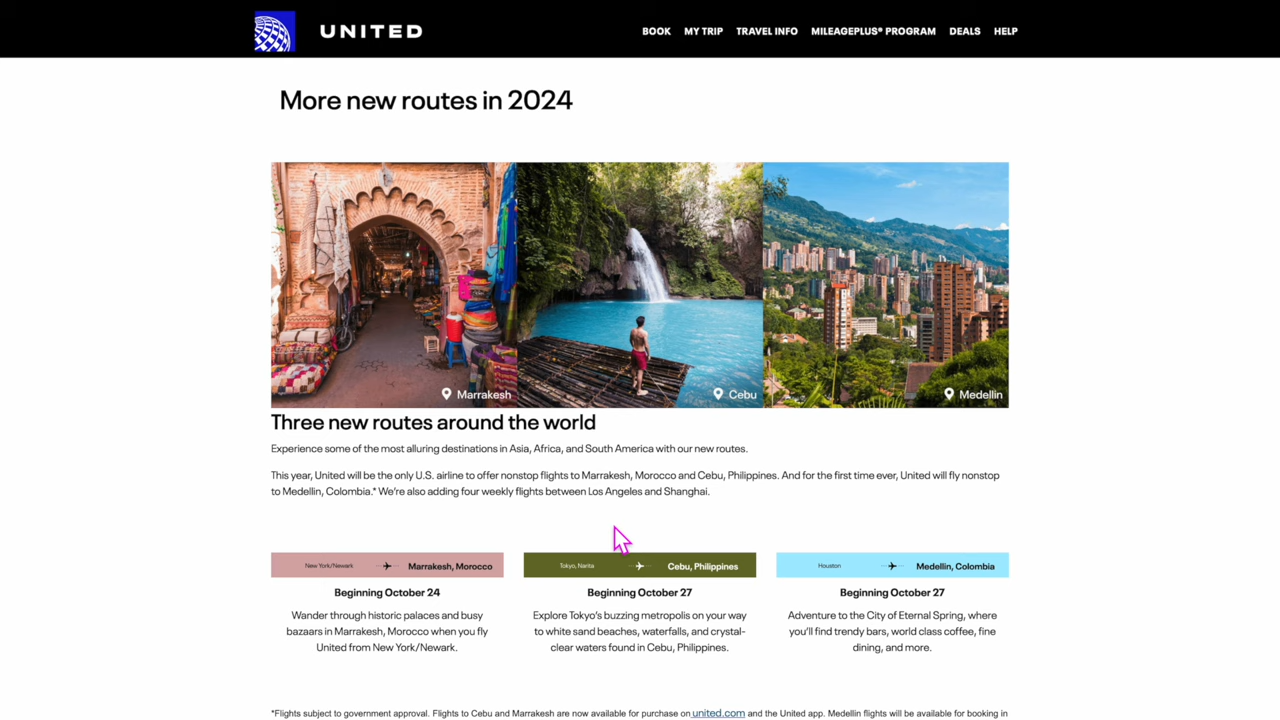 UNITED
BOOK MY TRIP TRAVEL INFO MILEAGEPLUS® PROGRAM DEALS HELP
More new routes in 2024
Marrakesh
Cebu
Medellin
Three new routes around the world
Experience some of the most alluring destinations in Asia, Africa, and South America with our new routes.
This year, United will be the only U.S. airline to offer nonstop flights to Marrakesh, Morocco and Cebu, Philippines. And for the first time ever, United will fly nonstop
to Medellin, Colombia.* We're also adding four weekly flights between Los Angeles and Shanghai.
New York/Newark Marrakesh, Morocco
Beginning October 24
Wander through historic palaces and busy
bazaars in Marrakesh, Morocco when you fly
United from New York/Newark.
Tokyo, Narita Cebu, Philippines
Beginning October 27
Explore Tokyo's buzzing metropolis on your way
to white sand beaches, waterfalls, and crystal-
clear waters found in Cebu, Philippines.
Houston Medellin, Colombia
Beginning October 27
Adventure to the City of Eternal Spring, where
you'll find trendy bars, world class coffee, fine
dining, and more.
*Flights subject to government approval. Flights to Cebu and Marrakesh are now available for purchase on united.com and the United app. Medellin flights will be available for booking in